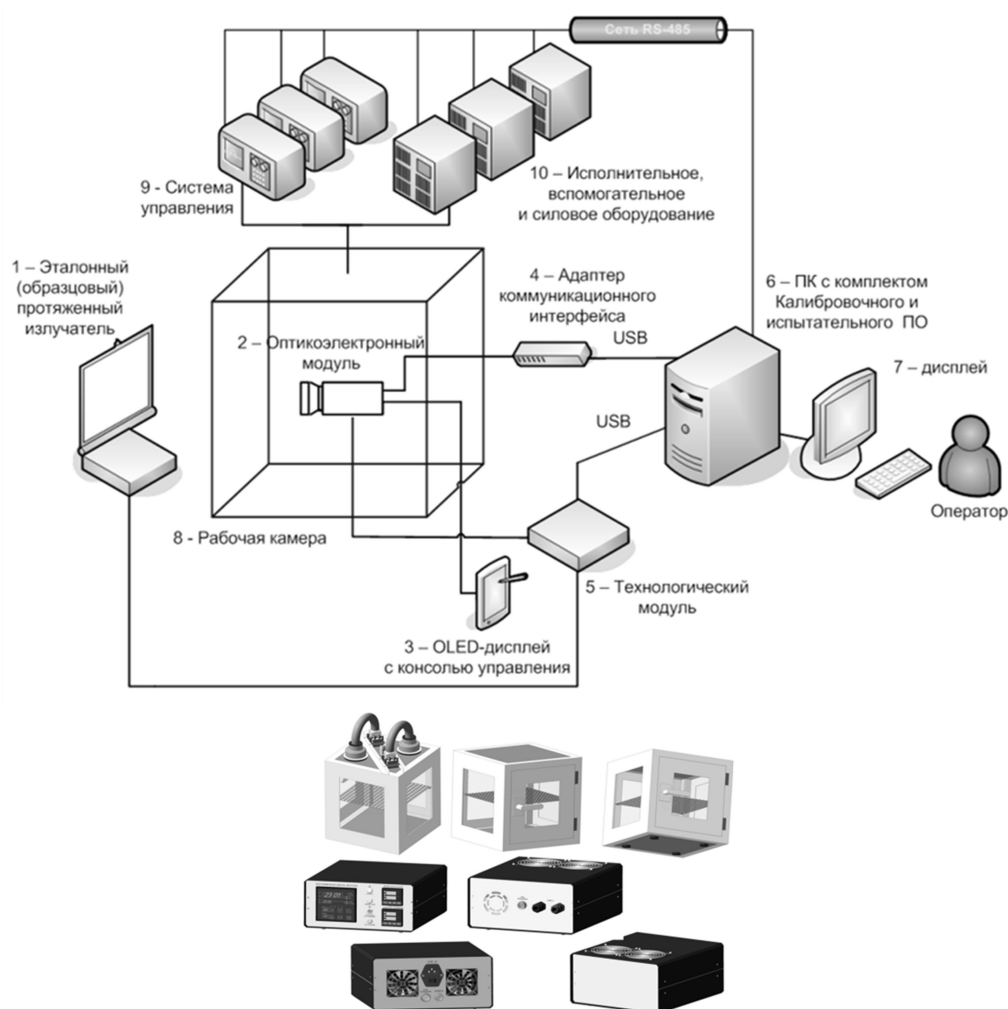 Сеть RS-485
9 - Система
управления
10 – Исполнительное,
вспомогательное
и силовое оборудование
1 – Эталонный
(образцовый)
протяженный
излучатель
2 – Оптикоэлектронный
модуль
4 – Адаптер
коммуникационного
интерфейса
USB
6 – ПК с комплектом
Калибровочного и
испытательного ПО
7 – дисплей
USB
Оператор
8 - Рабочая камера
5 – Технологический
модуль
3 – OLED-дисплей
с консолью управления